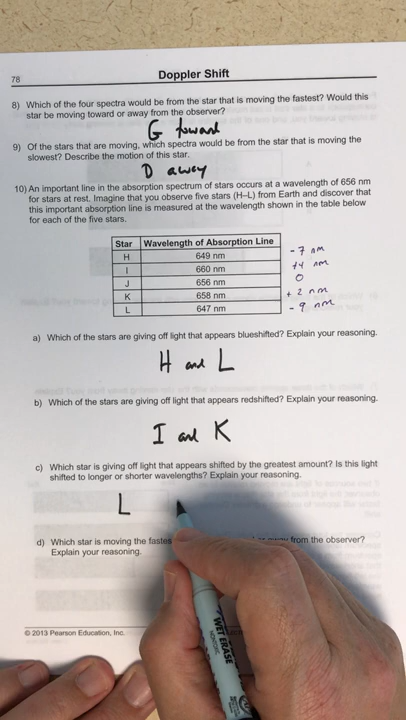 78
Doppler Shift
8) Which of the four spectra would be from the star that is moving the fastest? Would this
star be moving toward or away from the observer?
G toward
9) Of the stars that are moving, which spectra would be from the star that is moving the
slowest? Describe the motion of this star.
D away
10) An important line in the absorption spectrum of stars occurs at a wavelength of 656 nm
for stars at rest. Imagine that you observe five stars (H–L) from Earth and discover that
this important absorption line is measured at the wavelength shown in the table below
for each of the five stars.
Star Wavelength of Absorption Line
H 649 nm - 7 nm
I 660 nm +4 nm
J 656 nm 0
K 658 nm + 2 nm
L 647 nm - 9 nm
a) Which of the stars are giving off light that appears blueshifted? Explain your reasoning.
H and L
b) Which of the stars are giving off light that appears redshifted? Explain your reasoning.
I and K
c) Which star is giving off light that appears shifted by the greatest amount? Is this light
shifted to longer or shorter wavelengths? Explain your reasoning.
L
d) Which star is moving the from the observer?
Explain your reasoning.
© 2013 Pearson Education, Inc.
WET ERASE